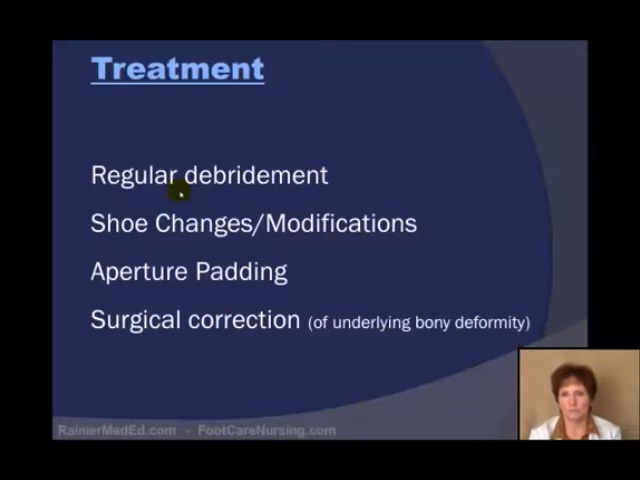 Treatment
Regular debridement
Shoe Changes/Modifications
Aperture Padding
Surgical correction (of underlying bony deformity)
RainierMedEd.com - FootCareNursing.com